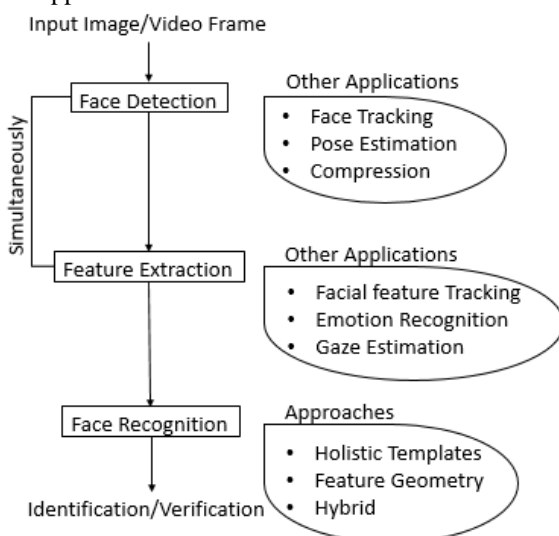 Input Image/Video Frame
Face Detection
Other Applications
• Face Tracking
• Pose Estimation
• Compression
Simultaneously
Feature Extraction
Other Applications
• Facial feature Tracking
• Emotion Recognition
• Gaze Estimation
Face Recognition
Approaches
• Holistic Templates
• Feature Geometry
• Hybrid
Identification/Verification